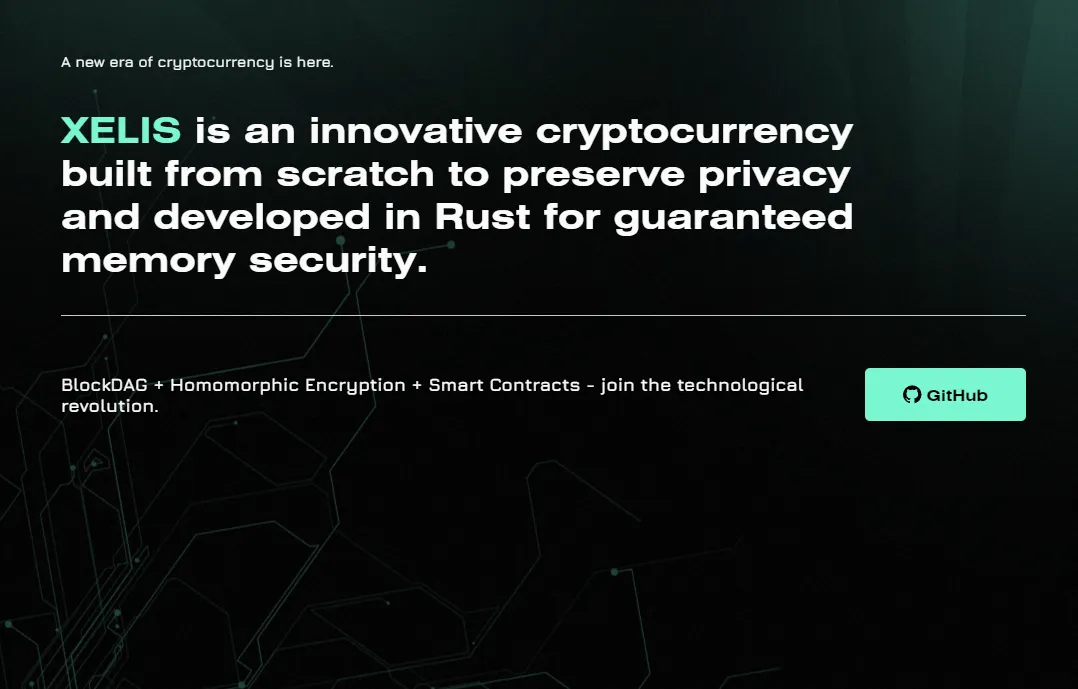 A new era of cryptocurrency is here.
XELIS is an innovative cryptocurrency
built from scratch to preserve privacy
and developed in Rust for guaranteed
memory security.
BlockDAG + Homomorphic Encryption + Smart Contracts - join the technological
revolution.
GitHub